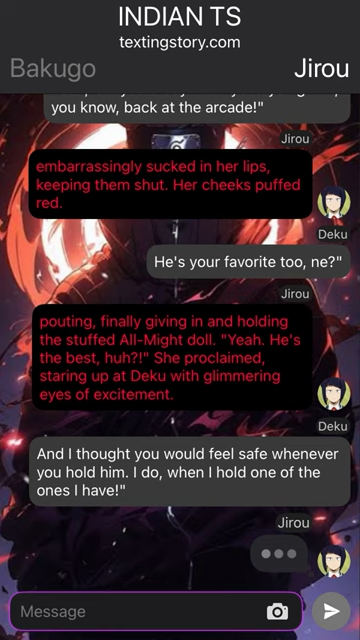 INDIAN TS
textingstory.com
Bakugo
Jirou
you know, back at the arcade!"
Jirou
embarrassingly sucked in her lips,
keeping them shut. Her cheeks puffed
red.
Deku
He's your favorite too, ne?"
Jirou
pouting, finally giving in and holding
the stuffed All-Might doll. "Yeah. He's
the best, huh?!" She proclaimed,
staring up at Deku with glimmering
eyes of excitement.
Deku
And I thought you would feel safe whenever
you hold him. I do, when I hold one of the
ones I have!"
Jirou
Message